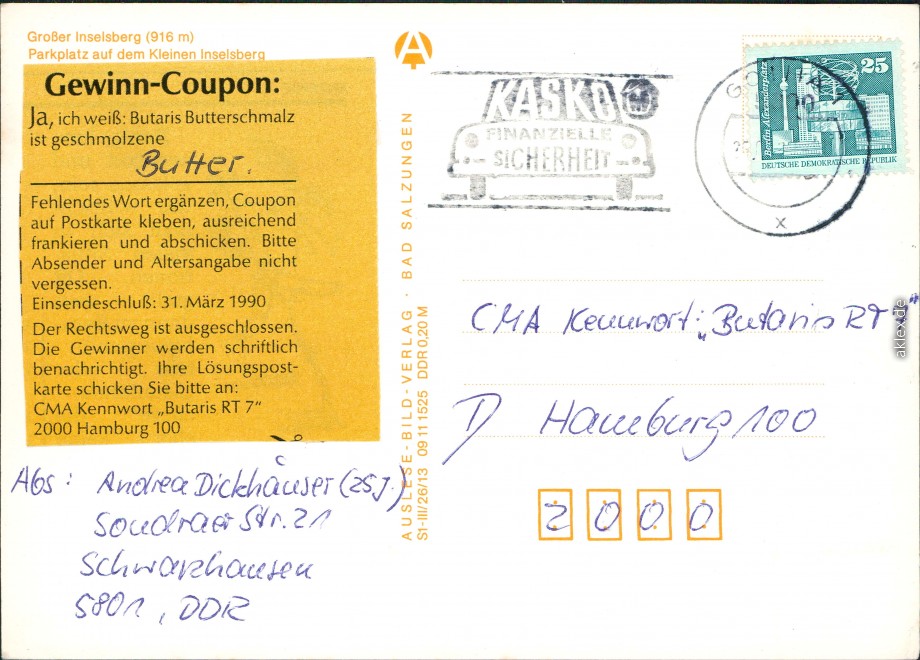 Großer Inselsberg (916 m)
Parkplatz auf dem Kleinen Inselsberg
Gewinn-Coupon:
Ja, ich weiß: Butaris Butterschmalz
ist geschmolzene
Butter.
Fehlendes Wort ergänzen, Coupon
auf Postkarte kleben, ausreichend
frankieren und abschicken. Bitte
Absender und Altersangabe nicht
vergessen.
Einsendeschluß: 31. März 1990
Der Rechtsweg ist ausgeschlossen.
Die Gewinner werden schriftlich
benachrichtigt. Ihre Lösungspost-
karte schicken Sie bitte an:
CMA Kennwort „Butaris RT 7“
2000 Hamburg 100
Abs: Andrea Dickhäuser (25J.)
Sondraer Str. 21
Schwarzhausen
5801, DDR
AUSLESE-BILD-VERLAG · BAD SALZUNGEN
S1-III/26/13 09 11 1525 DDR 0,20 M
KASKO
FINANZIELLE
SICHERHEIT
25
Berlin, Alexanderplatz
DEUTSCHE DEMOKRATISCHE REPUBLIK
x
CMA Kennwort: „Butaris RT 7“
D Hamburg 100
2000
aklex.de